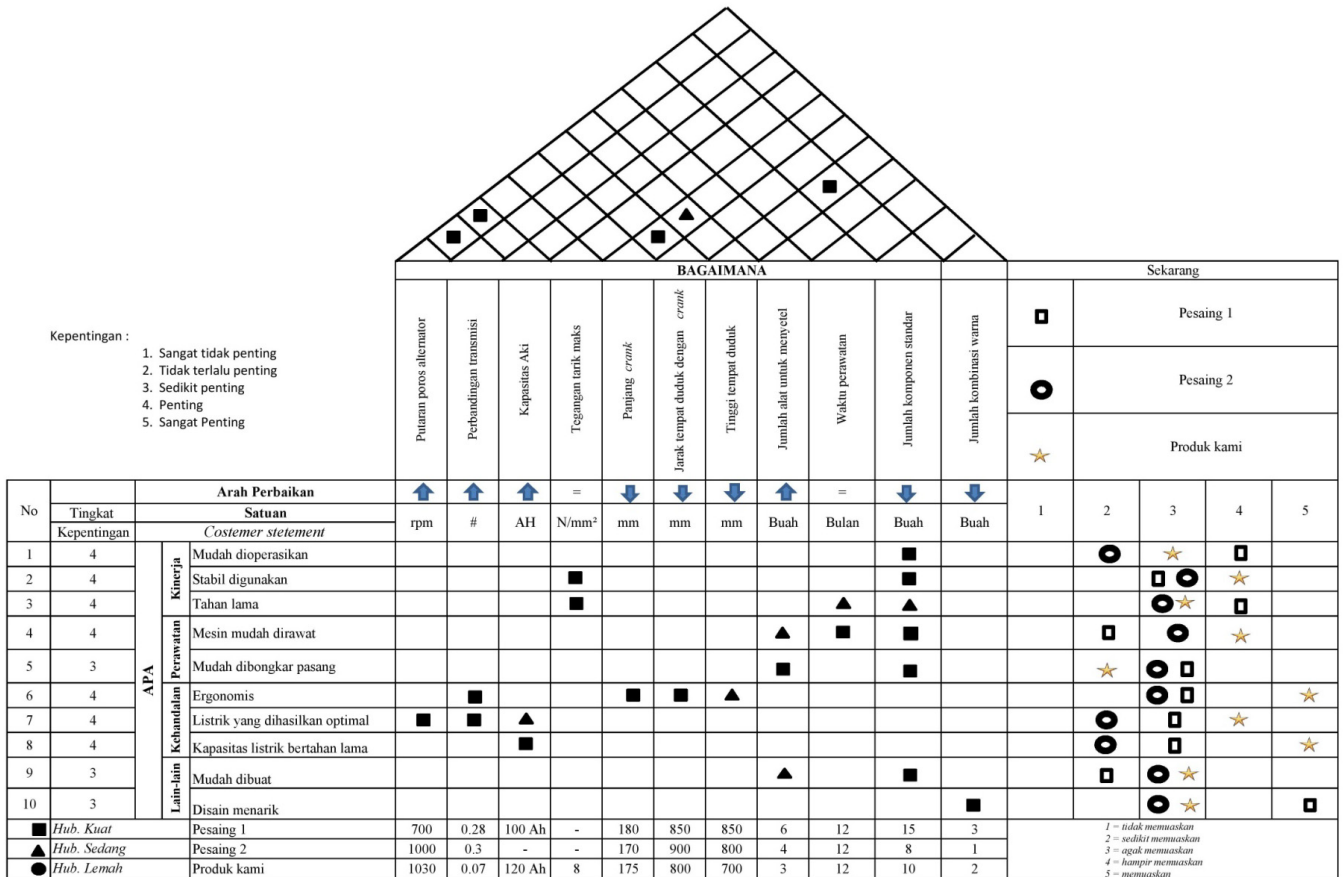 BAGAIMANA
Sekarang
Kepentingan :
1. Sangat tidak penting
2. Tidak terlalu penting
3. Sedikit penting
4. Penting
5. Sangat Penting
Putaran poros alternator
Perbandingan transmisi
Kapasitas Aki
Tegangan tarik maks
Panjang crank
Jarak tempat duduk dengan crank
Tinggi tempat duduk
Jumlah alat untuk menyetel
Waktu perawatan
Jumlah komponen standar
Jumlah kombinasi warna
Pesaing 1
Pesaing 2
Produk kami
No
Arah Perbaikan
= =
Tingkat Kepentingan
Satuan
rpm # AH N/mm² mm mm mm Buah Bulan Buah Buah
1 2 3 4 5
Costemer stetement
APA
Kinerja
1 4 Mudah dioperasikan
2 4 Stabil digunakan
3 4 Tahan lama
Perawatan
4 4 Mesin mudah dirawat
5 3 Mudah dibongkar pasang
Kehandalan
6 4 Ergonomis
7 4 Listrik yang dihasilkan optimal
8 4 Kapasitas listrik bertahan lama
Lain-lain
9 3 Mudah dibuat
10 3 Disain menarik
Hub. Kuat Pesaing 1 700 0.28 100 Ah - 180 850 850 6 12 15 3
Hub. Sedang Pesaing 2 1000 0.3 - - 170 900 800 4 12 8 1
Hub. Lemah Produk kami 1030 0.07 120 Ah 8 175 800 700 3 12 10 2
1 = tidak memuaskan
2 = sedikit memuaskan
3 = agak memuaskan
4 = hampir memuaskan
5 = memuaskan